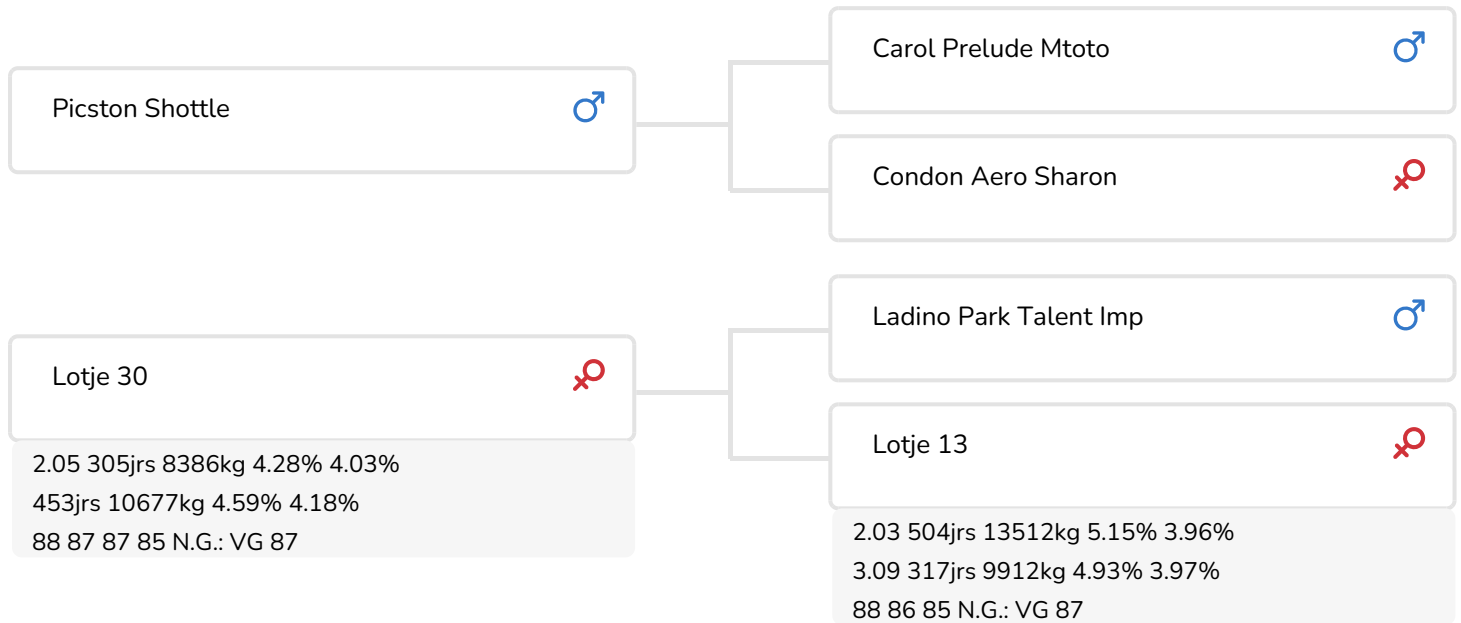 Picston Shottle
Carol Prelude Mtoto
Condon Aero Sharon
Lotje 30
2.05 305jrs 8386kg 4.28% 4.03%
453jrs 10677kg 4.59% 4.18%
88 87 87 85 N.G.: VG 87
Ladino Park Talent Imp
Lotje 13
2.03 504jrs 13512kg 5.15% 3.96%
3.09 317jrs 9912kg 4.93% 3.97%
88 86 85 N.G.: VG 87